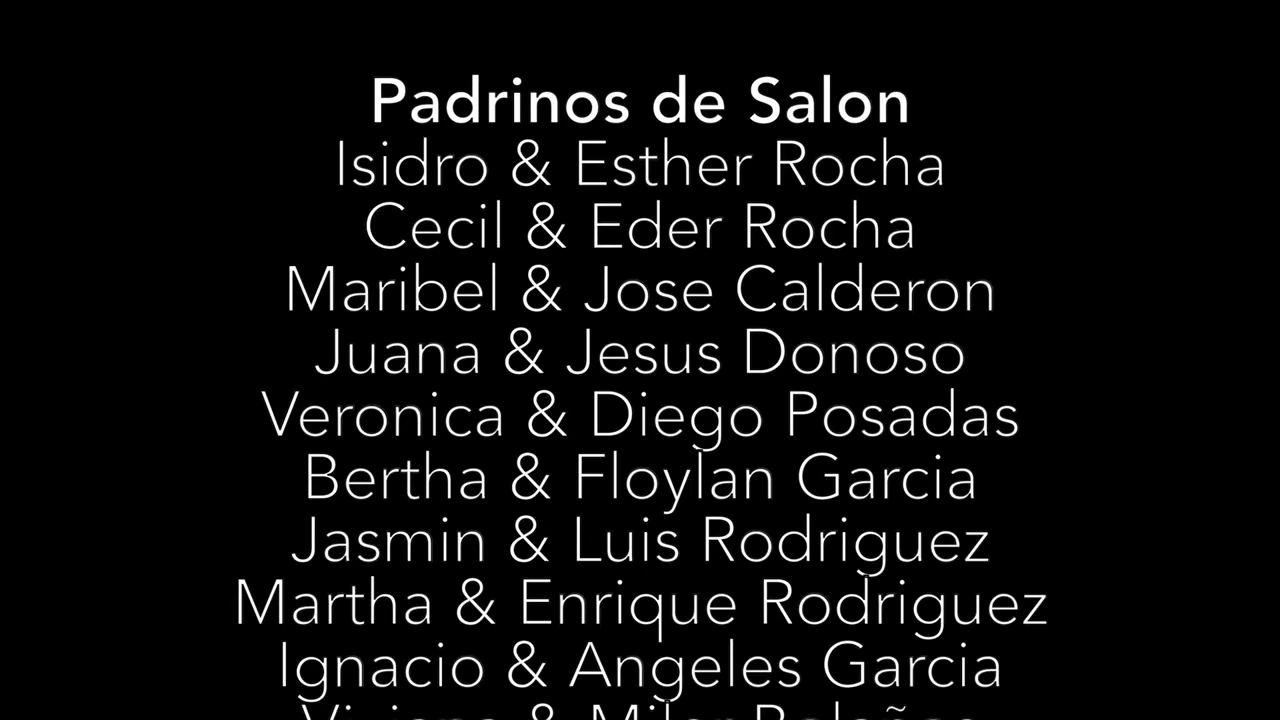 Padrinos de Salon
Isidro & Esther Rocha
Cecil & Eder Rocha
Maribel & Jose Calderon
Juana & Jesus Donoso
Veronica & Diego Posadas
Bertha & Floylan Garcia
Jasmin & Luis Rodriguez
Martha & Enrique Rodriguez
Ignacio & Angeles Garcia